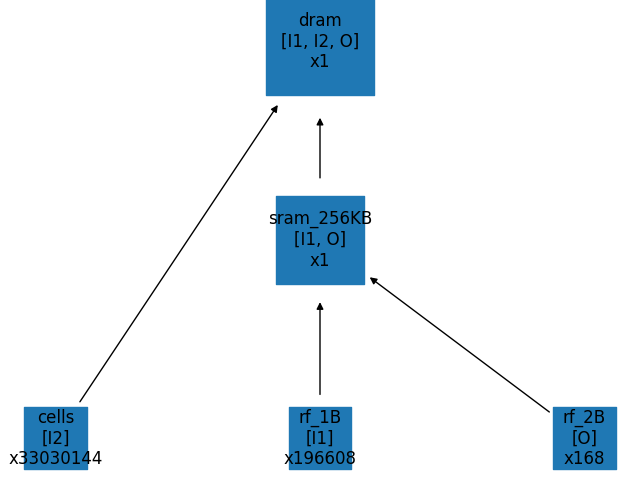 dram
[I1, I2, O]
x1
sram_256KB
[I1, O]
x1
cells
[I2]
x33030144
rf_1B
[I1]
x196608
rf_2B
[O]
x168